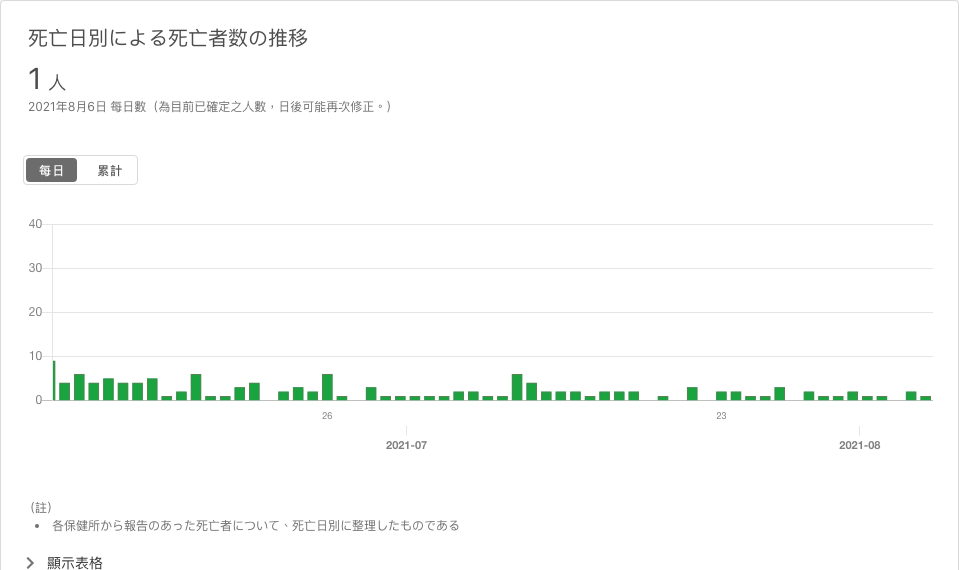 死亡日別による死亡者数の推移
1 人
2021年8月6日 每日數（為目前已確定之人數，日後可能再次修正。）
每日 累計
40
30
20
10
0
26 23
2021-07 2021-08
（註）
• 各保健所から報告のあった死亡者について、死亡日別に整理したものである
顯示表格